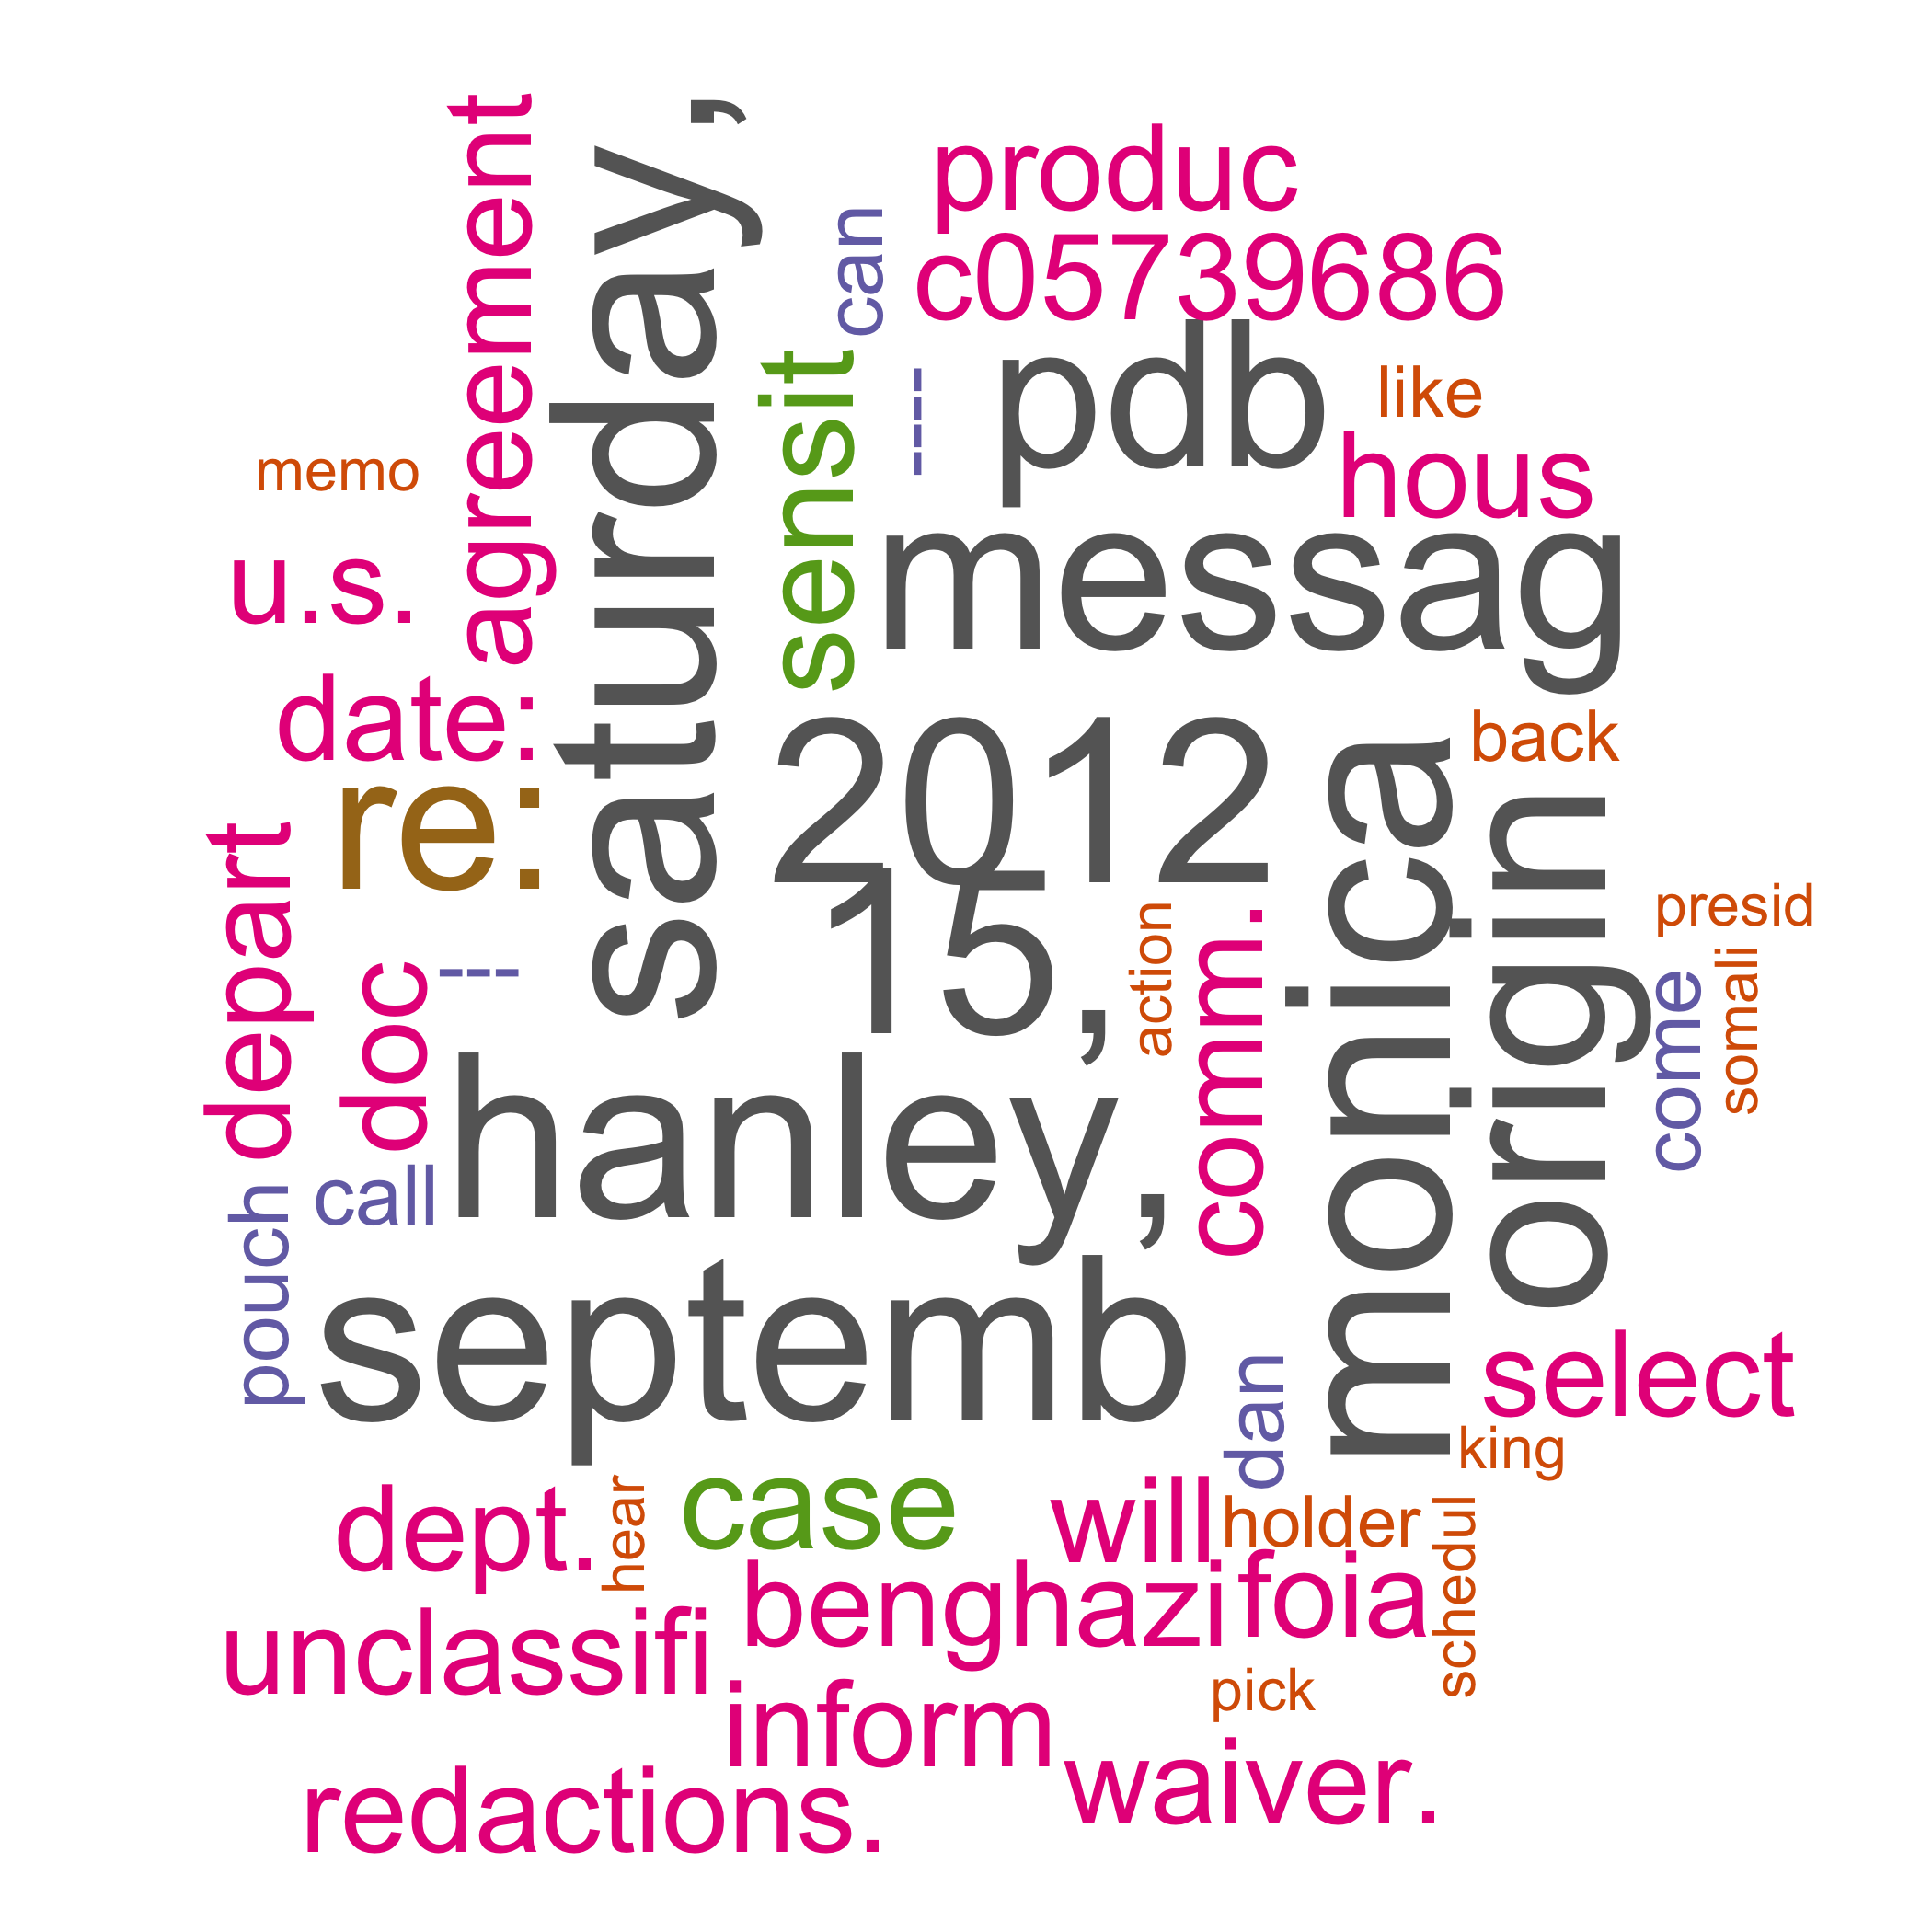 agreement
saturday,
produc
can
c05739686
sensit
----
pdb
like
memo
hous
u.s.
messag
date:
2012
back
re:
monica
origin
depart
15,
presid
doc
---
action
comm.
come
somali
hanley,
pouch
call
septemb
dan
select
king
dept.
hear
case
will
holder
schedul
benghazi
foia
unclassifi
inform
pick
redactions.
waiver.